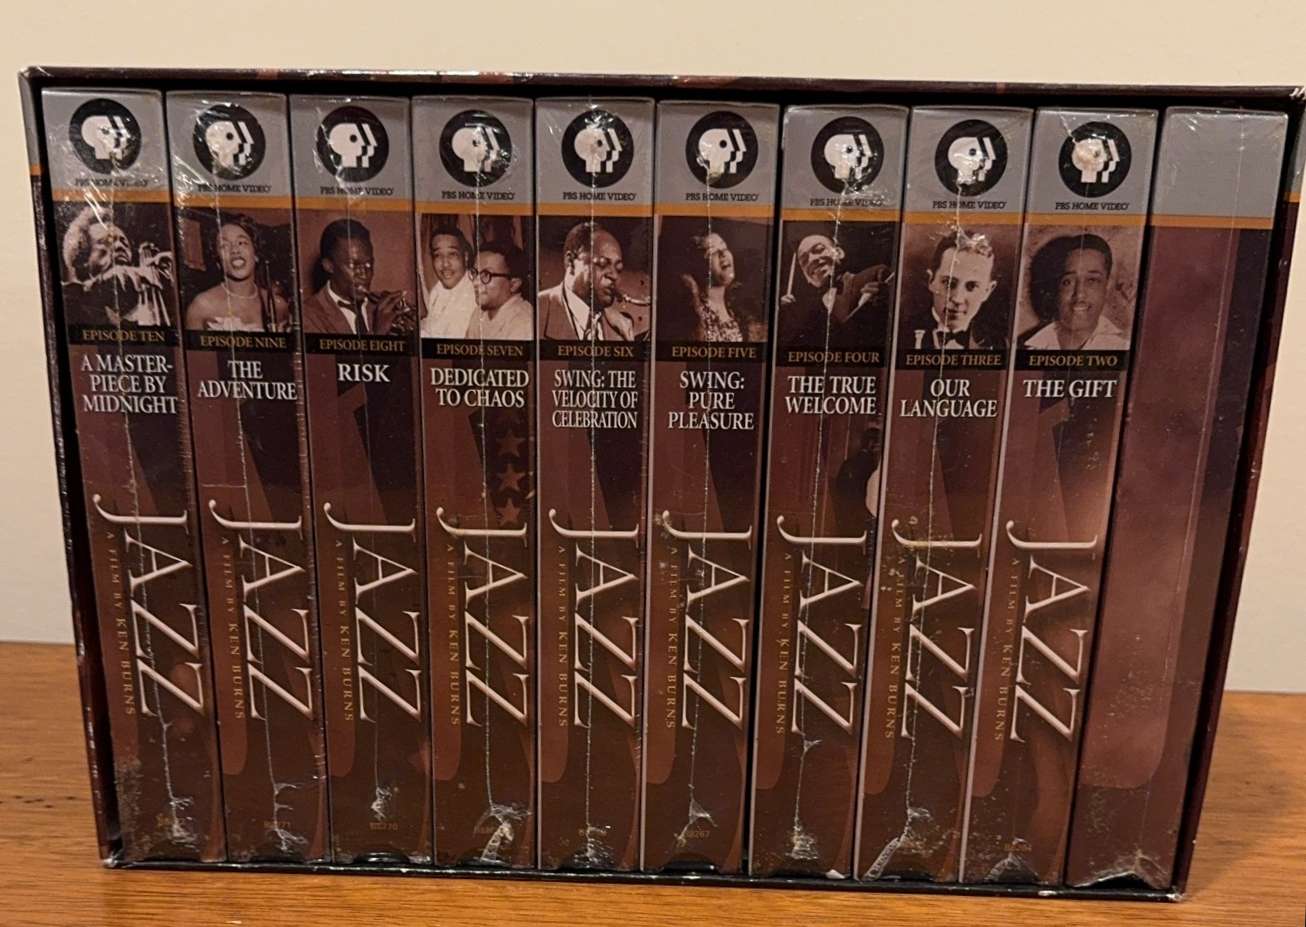 PBS HOME VIDEO
EPISODE TEN
A MASTER-
PIECE BY
MIDNIGHT
JAZZ
A FILM BY KEN BURNS
PBS HOME VIDEO
EPISODE NINE
THE
ADVENTURE
JAZZ
A FILM BY KEN BURNS
PBS HOME VIDEO
EPISODE EIGHT
RISK
JAZZ
A FILM BY KEN BURNS
PBS HOME VIDEO
EPISODE SEVEN
DEDICATED
TO CHAOS
JAZZ
A FILM BY KEN BURNS
PBS HOME VIDEO
EPISODE SIX
SWING: THE
VELOCITY OF
CELEBRATION
JAZZ
A FILM BY KEN BURNS
PBS HOME VIDEO
EPISODE FIVE
SWING:
PURE
PLEASURE
JAZZ
A FILM BY KEN BURNS
PBS HOME VIDEO
EPISODE FOUR
THE TRUE
WELCOME
JAZZ
A FILM BY KEN BURNS
PBS HOME VIDEO
EPISODE THREE
OUR
LANGUAGE
JAZZ
A FILM BY KEN BURNS
PBS HOME VIDEO
EPISODE TWO
THE GIFT
JAZZ
A FILM BY KEN BURNS